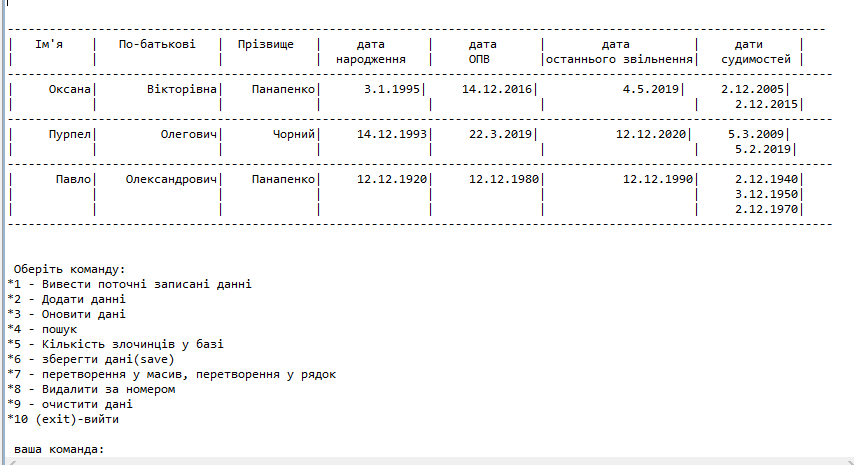 ---------------------------------------------------------------------------------------------------------------------
|   Ім'я    |   По-батькові   |  Прізвище   |     дата      |     дата      |        дата         |     дати     |
|           |                 |             |  народження   |     ОПВ       |останнього звільнення|   судимостей |
----------------------------------------------------------------------------------------------------------------------
|     Оксана|       Вікторівна|    Панапенко|      3.1.1995|     14.12.2016|            4.5.2019|     2.12.2005|
|           |                 |             |               |               |                     |     2.12.2015|
----------------------------------------------------------------------------------------------------------------------
|     Пурпел|         Олегович|       Чорний|     14.12.1993|     22.3.2019|           12.12.2020|     5.3.2009|
|           |                 |             |               |               |                     |     5.2.2019|
----------------------------------------------------------------------------------------------------------------------
|      Павло|    Олександрович|    Панапенко|     12.12.1920|     12.12.1980|           12.12.1990|     2.12.1940|
|           |                 |             |               |               |                     |     3.12.1950|
|           |                 |             |               |               |                     |     2.12.1970|
----------------------------------------------------------------------------------------------------------------------
Оберіть команду:
*1 - Вивести поточні записані данні
*2 - Додати данні
*3 - Оновити дані
*4 - пошук
*5 - Кількість злочинців у базі
*6 - зберегти дані(save)
*7 - перетворення у масив, перетворення у рядок
*8 - Видалити за номером
*9 - очистити дані
*10 (exit)-вийти
ваша команда: